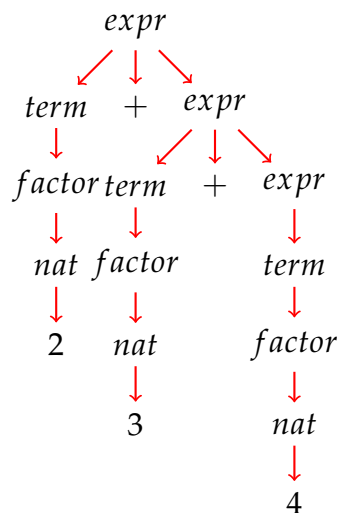 expr
term + expr
factor term + expr
nat factor term
2 nat factor
3 nat
4